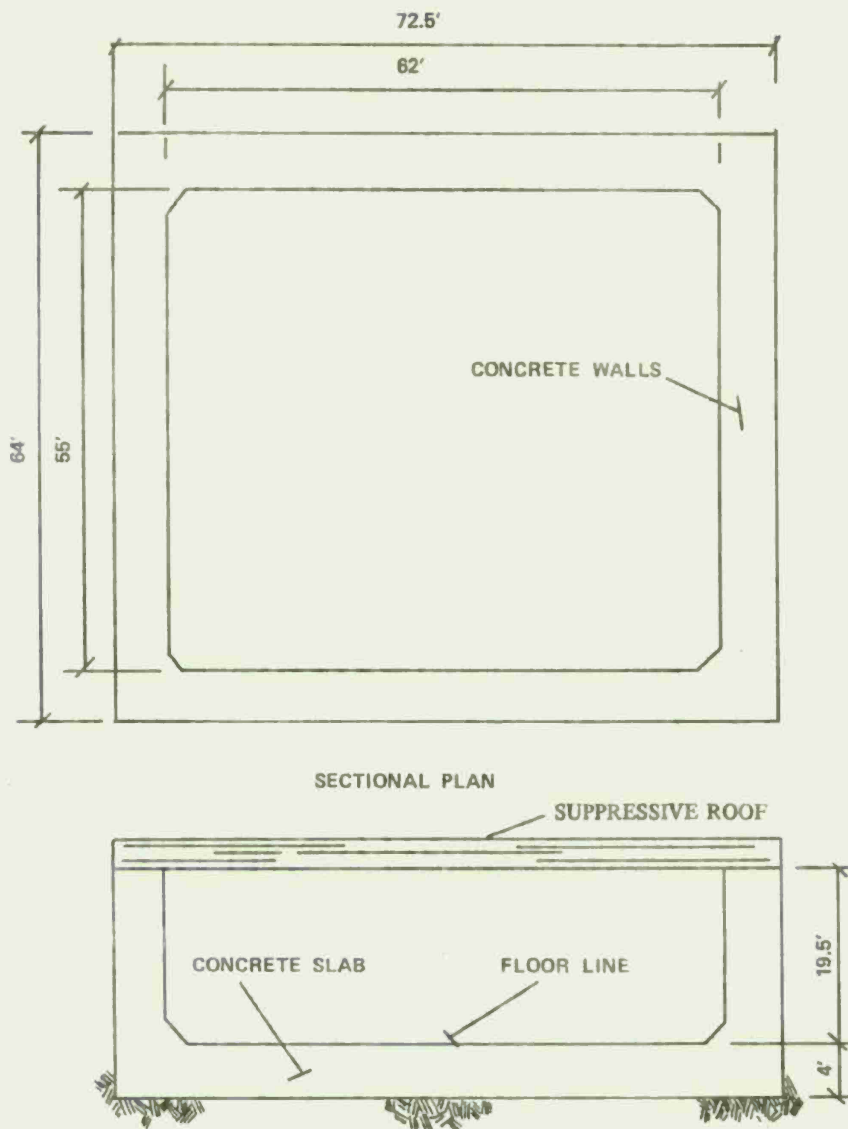 72.5'
62'
CONCRETE WALLS
64'
55'
SECTIONAL PLAN
SUPPRESSIVE ROOF
CONCRETE SLAB
FLOOR LINE
19.5'
4'